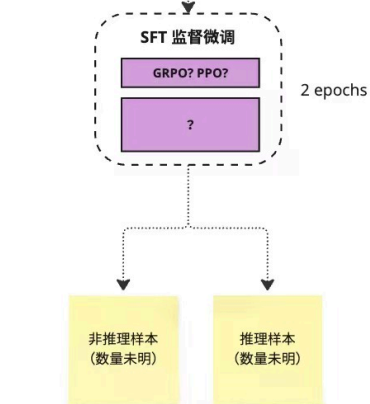 SFT 监督微调
GRPO? PPO?
2 epochs
?
非推理样本
（数量未明）
推理样本
（数量未明）